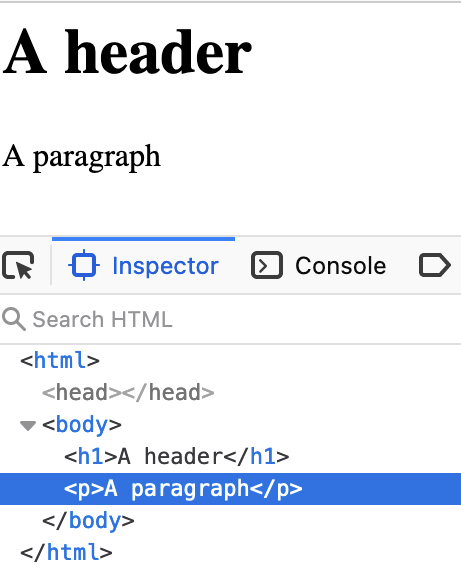 A header
A paragraph
Inspector Console
Search HTML
<html>
<head></head>
<body>
<h1>A header</h1>
<p>A paragraph</p>
</body>
</html>